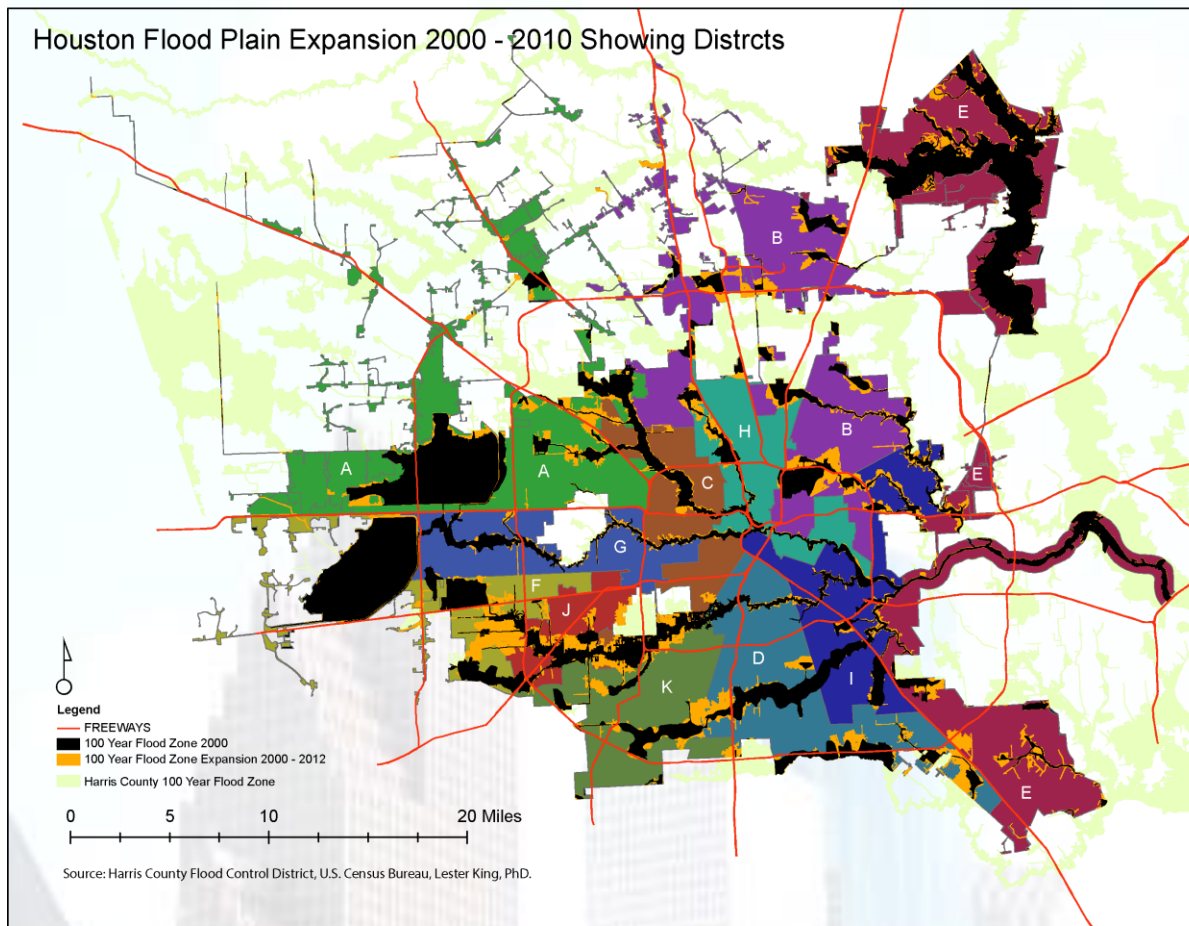 Houston Flood Plain Expansion 2000 - 2010 Showing Distrcts
E
B
H
B
A
A
C
E
G
F
J
D
K
I
E
Legend
FREEWAYS
100 Year Flood Zone 2000
100 Year Flood Zone Expansion 2000 - 2012
Harris County 100 Year Flood Zone
0 5 10 20 Miles
Source: Harris County Flood Control District, U.S. Census Bureau, Lester King, PhD.